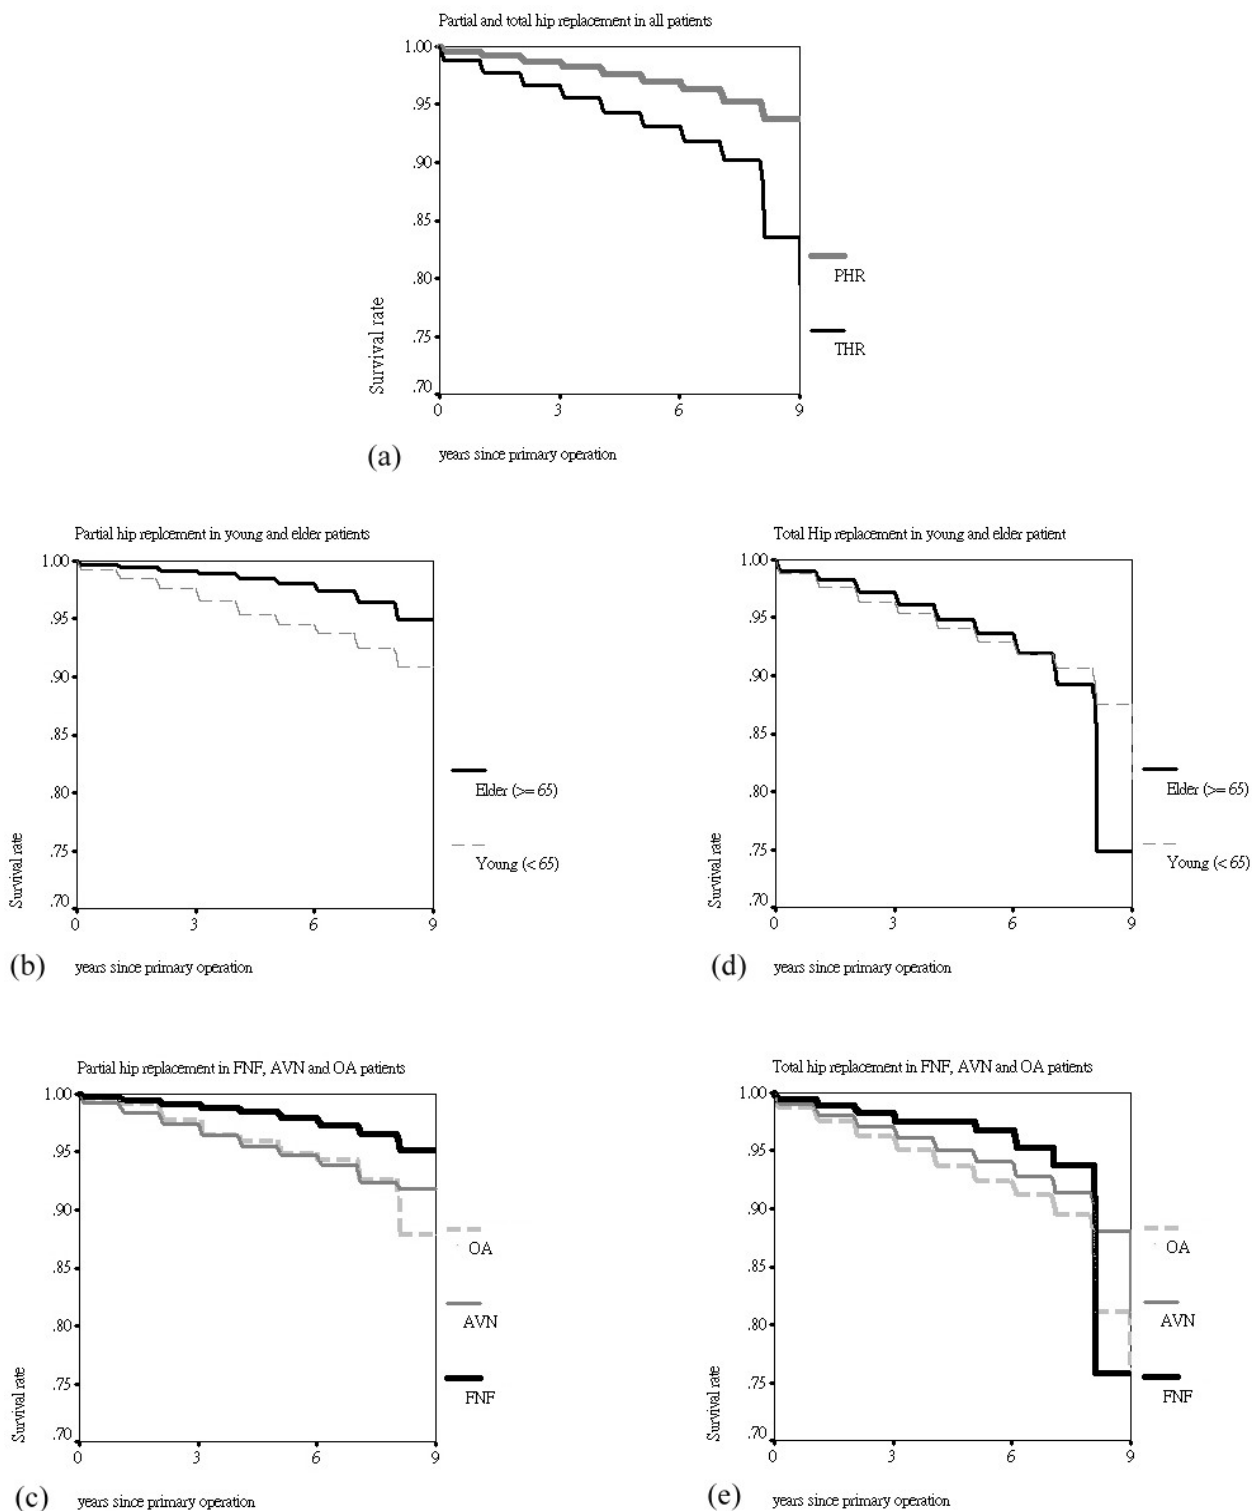 Partial and total hip replacement in all patients
1.00
.95
.90
.85
.80
.75
.70
Survival rate
0 3 6 9
PHR
THR
(a) years since primary operation
Partial hip replcement in young and elder patients
1.00
.95
.90
.85
.80
.75
.70
Survival rate
0 3 6 9
Elder (>= 65)
Young (< 65)
(b) years since primary operation
Total Hip replacement in young and elder patient
1.00
.95
.90
.85
.80
.75
.70
Survival rate
0 3 6 9
Elder (>= 65)
Young (< 65)
(d) years since primary operation
Partial hip replacement in FNF, AVN and OA patients
1.00
.95
.90
.85
.80
.75
.70
Survival rate
0 3 6 9
OA
AVN
FNF
(c) years since primary operation
Total hip replacement in FNF, AVN and OA patients
1.00
.95
.90
.85
.80
.75
.70
Survival rate
0 3 6 9
OA
AVN
FNF
(e) years since primary operation